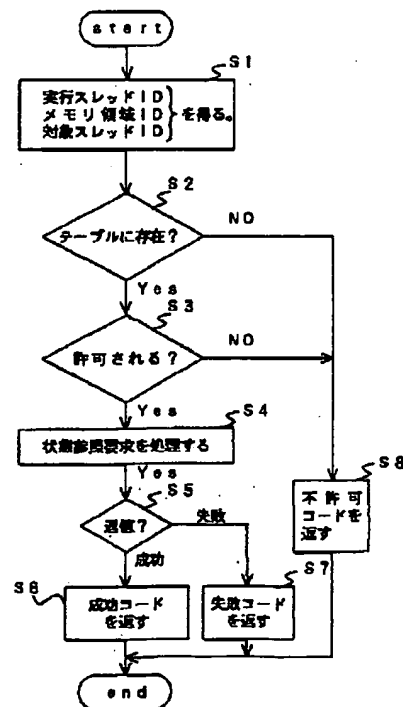 start
S1
実行スレッドID
メモリ領域ID
対象スレッドID
を得る。
S2
テーブルに存在?
NO
Yes
S3
許可される?
NO
Yes
S4
状態参照要求を処理する
Yes
S5
返値?
失敗
成功
S8
不許可
コードを
返す
S6
成功コード
を返す
S7
失敗コード
を返す
end